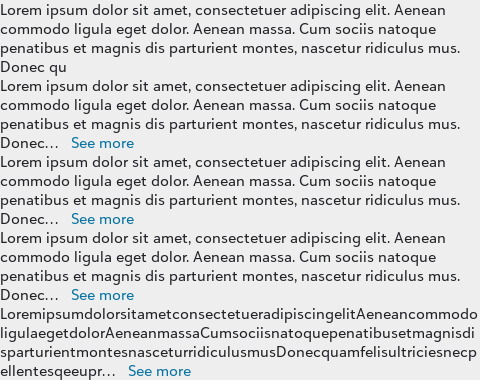 Lorem ipsum dolor sit amet, consectetuer adipiscing elit. Aenean
commodo ligula eget dolor. Aenean massa. Cum sociis natoque
penatibus et magnis dis parturient montes, nascetur ridiculus mus.
Donec qu
Lorem ipsum dolor sit amet, consectetuer adipiscing elit. Aenean
commodo ligula eget dolor. Aenean massa. Cum sociis natoque
penatibus et magnis dis parturient montes, nascetur ridiculus mus.
Donec… See more
Lorem ipsum dolor sit amet, consectetuer adipiscing elit. Aenean
commodo ligula eget dolor. Aenean massa. Cum sociis natoque
penatibus et magnis dis parturient montes, nascetur ridiculus mus.
Donec… See more
Lorem ipsum dolor sit amet, consectetuer adipiscing elit. Aenean
commodo ligula eget dolor. Aenean massa. Cum sociis natoque
penatibus et magnis dis parturient montes, nascetur ridiculus mus.
Donec… See more
LoremipsumdolorsitametconsectetueradipiscingelitAeneancommodo
ligulaegetdolorAeneanmassaCumsociisnatoquepenatibusetmagnisdi
sparturientmontesnasceturridiculusmusDonecquamfelisultriciesnecp
ellentesqeeupr… See more